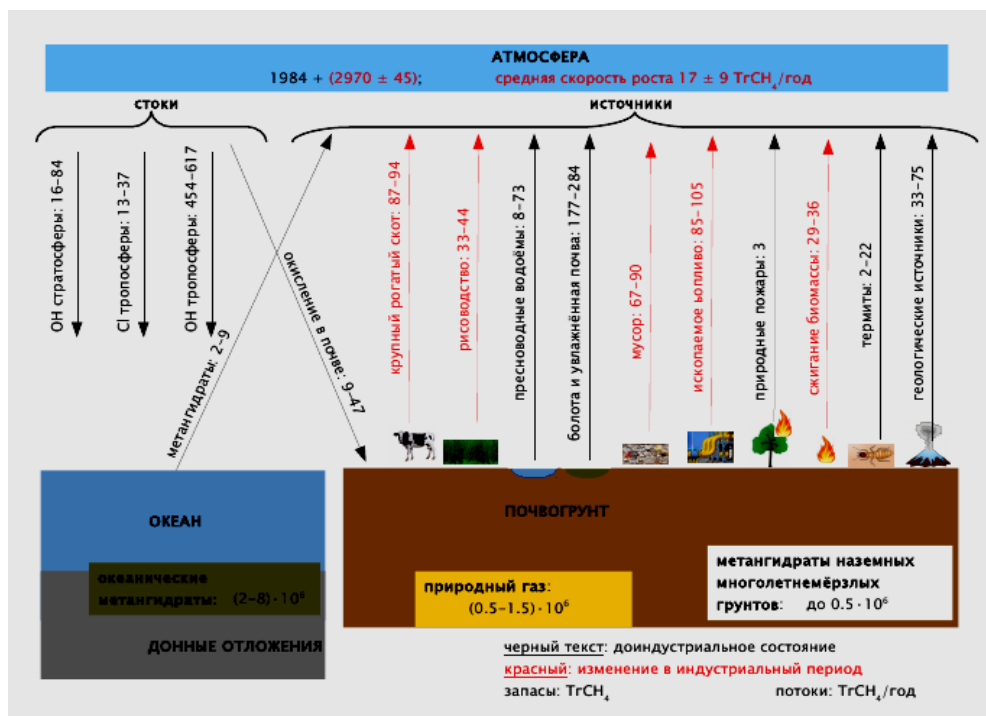 АТМОСФЕРА
1984 + (2970 ± 45); средняя скорость роста 17 ± 9 ТгCH₄/год
стоки
источники
OH стратосферы: 16–84
Cl тропосферы: 13–37
OH тропосферы: 454–617
метангидраты: 2–9
окисление в почве: 9–47
крупный рогатый скот: 87–94
рисоводство: 33–44
пресноводные водоёмы: 8–73
болота и увлажнённая почва: 177–284
мусор: 67–90
ископаемое ьопливо: 85–105
природные пожары: 3
сжигание биомассы: 29–36
термиты: 2–22
геологические источники: 33–75
ОКЕАН
океанические
метангидраты: (2–8)·10⁶
ДОННЫЕ ОТЛОЖЕНИЯ
ПОЧВОГРУНТ
природный газ:
(0.5–1.5)·10⁶
метангидраты наземных
многолетнемёрзлых
грунтов: до 0.5·10⁶
черный текст: доиндустриальное состояние
красный: изменение в индустриальный период
запасы: ТгCH₄ потоки: ТгCH₄/год